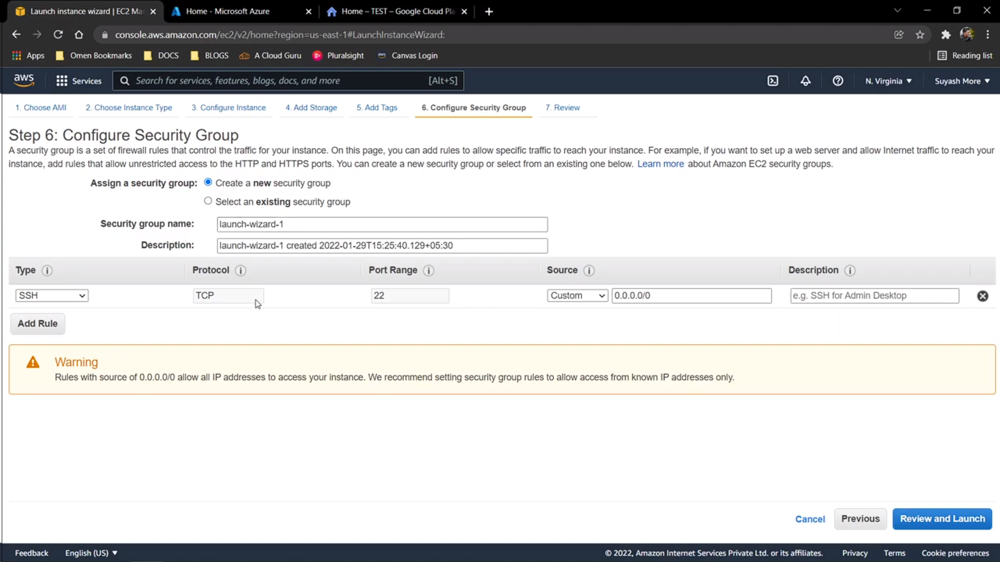 Launch instance wizard | EC2 Ma
Home - Microsoft Azure
Home – TEST – Google Cloud Pla
console.aws.amazon.com/ec2/v2/home?region=us-east-1#LaunchInstanceWizard:
Apps
Omen Bookmarks
DOCS
BLOGS
A Cloud Guru
Pluralsight
Canvas Login
Reading list
aws
Services
Search for services, features, blogs, docs, and more
[Alt+S]
N. Virginia
Suyash More
1. Choose AMI
2. Choose Instance Type
3. Configure Instance
4. Add Storage
5. Add Tags
6. Configure Security Group
7. Review
Step 6: Configure Security Group
A security group is a set of firewall rules that control the traffic for your instance. On this page, you can add rules to allow specific traffic to reach your instance. For example, if you want to set up a web server and allow Internet traffic to reach your
instance, add rules that allow unrestricted access to the HTTP and HTTPS ports. You can create a new security group or select from an existing one below. Learn more about Amazon EC2 security groups.
Assign a security group:
Create a new security group
Select an existing security group
Security group name:
launch-wizard-1
Description:
launch-wizard-1 created 2022-01-29T15:25:40.129+05:30
Type
Protocol
Port Range
Source
Description
SSH
TCP
22
Custom
0.0.0.0/0
e.g. SSH for Admin Desktop
Add Rule
Warning
Rules with source of 0.0.0.0/0 allow all IP addresses to access your instance. We recommend setting security group rules to allow access from known IP addresses only.
Cancel
Previous
Review and Launch
Feedback
English (US)
© 2022, Amazon Internet Services Private Ltd. or its affiliates.
Privacy
Terms
Cookie preferences